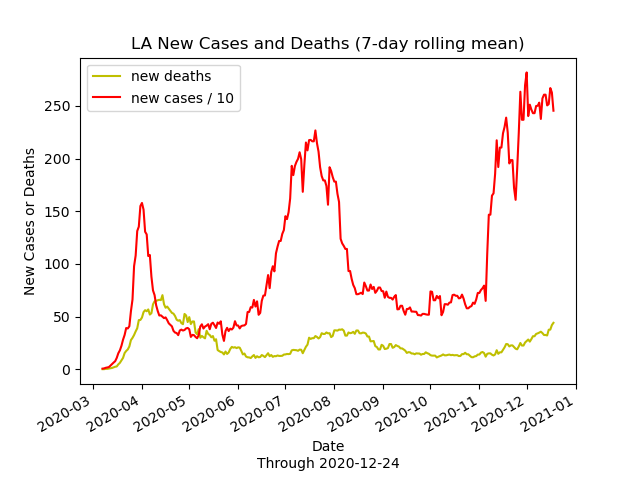 LA New Cases and Deaths (7-day rolling mean)
new deaths
new cases / 10
New Cases or Deaths
250
200
150
100
50
0
2020-03
2020-04
2020-05
2020-06
2020-07
2020-08
2020-09
2020-10
2020-11
2020-12
2021-01
Date
Through 2020-12-24